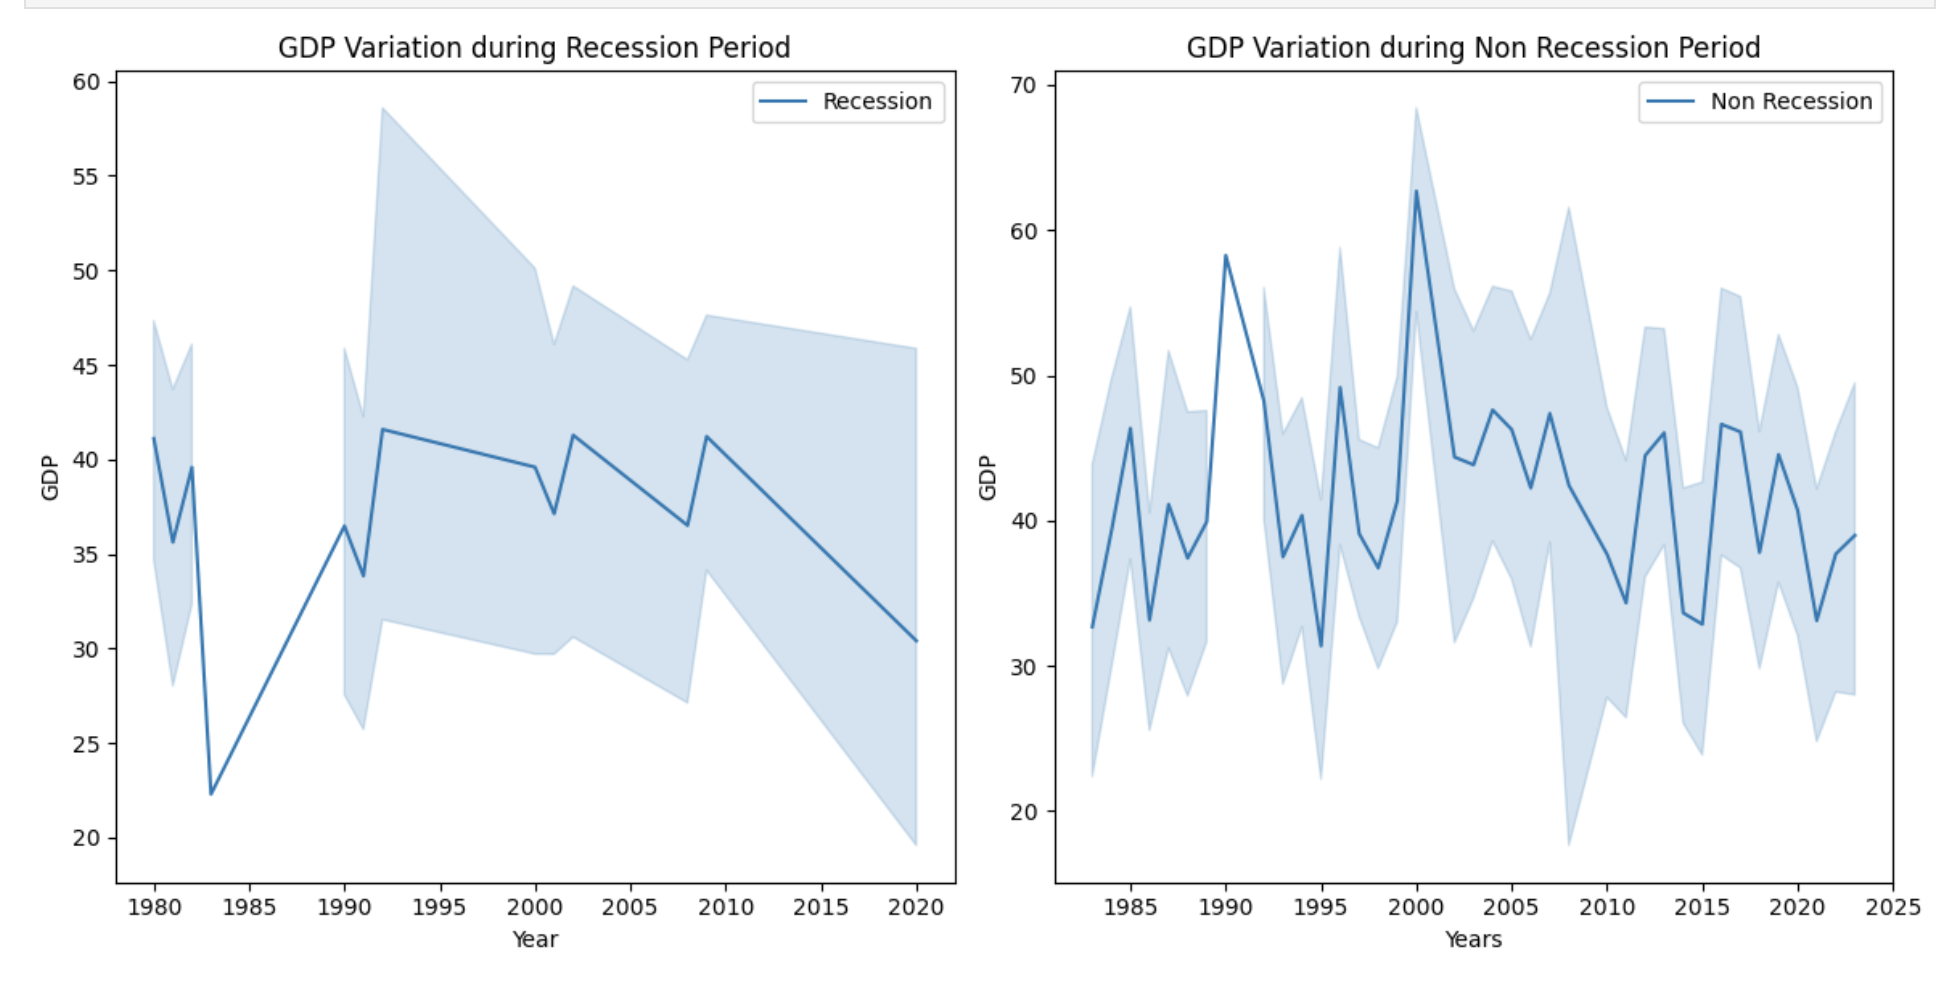 GDP Variation during Recession Period
Recession
GDP
60
55
50
45
40
35
30
25
20
1980 1985 1990 1995 2000 2005 2010 2015 2020
Year
GDP Variation during Non Recession Period
Non Recession
GDP
70
60
50
40
30
20
1985 1990 1995 2000 2005 2010 2015 2020 2025
Years